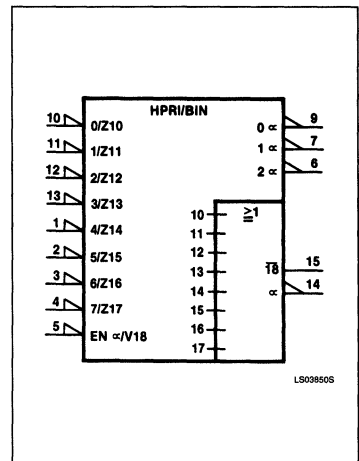 HPRI/BIN
10 0/Z10 0 ∝ 9
11 1/Z11 1 ∝ 7
12 2/Z12 2 ∝ 6
13 3/Z13
1 4/Z14 10 ≥1
2 5/Z15 11
3 6/Z16 12
4 7/Z17 13 18 15
5 EN ∝/V18 14 ∝ 14
15
16
17
LS03850S